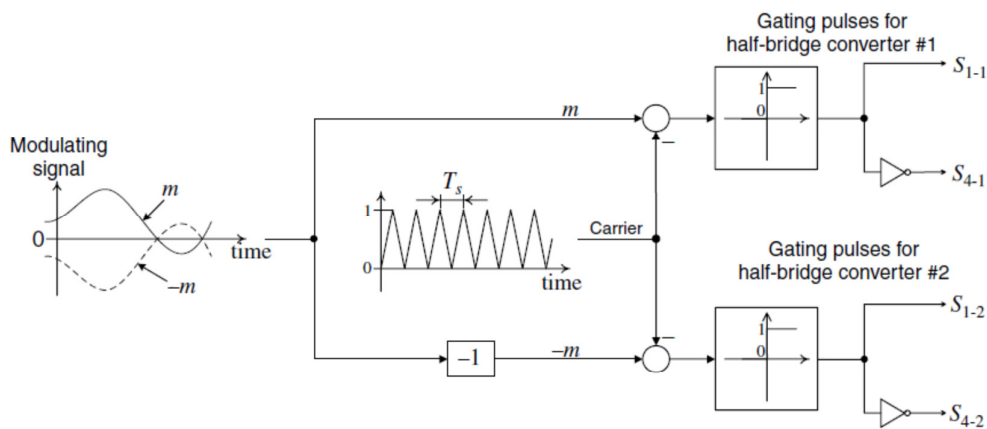 Gating pulses for
half-bridge converter #1
S1-1
1
0
S4-1
m
–
Modulating
signal
m
0
time
–m
Ts
1
0
time
Carrier
Gating pulses for
half-bridge converter #2
S1-2
1
0
S4-2
–1
–m
–